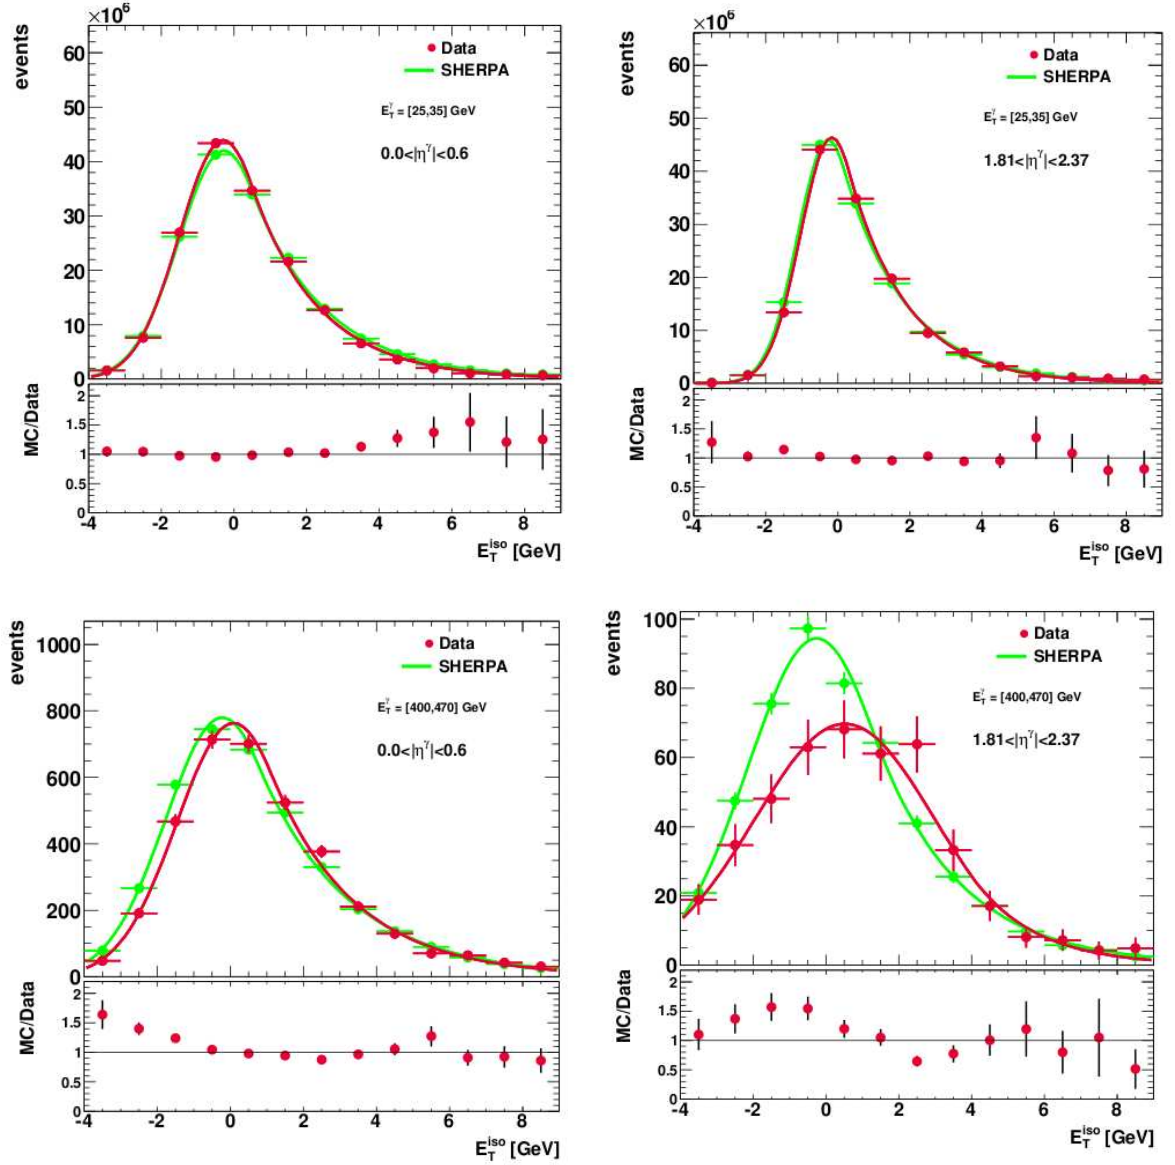 ×10⁶
events
60
50
40
30
20
10
0
Data
SHERPA
E_T^γ = [25,35] GeV
0.0<|η^γ|<0.6
MC/Data
2
1.5
1
0.5
0
-4 -2 0 2 4 6 8
E_T^iso [GeV]
×10⁶
events
60
50
40
30
20
10
0
Data
SHERPA
E_T^γ = [25,35] GeV
1.81<|η^γ|<2.37
MC/Data
2
1.5
1
0.5
0
-4 -2 0 2 4 6 8
E_T^iso [GeV]
events
1000
800
600
400
200
0
Data
SHERPA
E_T^γ = [400,470] GeV
0.0<|η^γ|<0.6
MC/Data
2
1.5
1
0.5
0
-4 -2 0 2 4 6 8
E_T^iso [GeV]
events
100
80
60
40
20
0
Data
SHERPA
E_T^γ = [400,470] GeV
1.81<|η^γ|<2.37
MC/Data
2
1.5
1
0.5
0
-4 -2 0 2 4 6 8
E_T^iso [GeV]